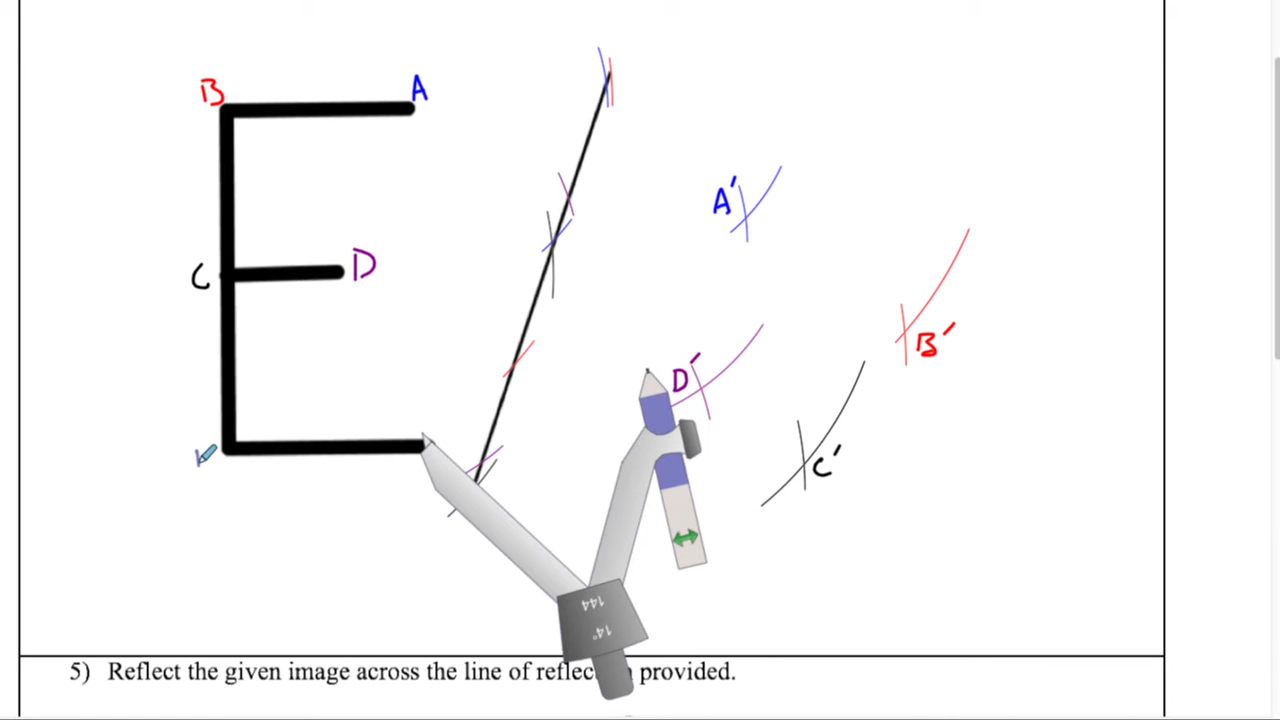 B A
A′
C D
B′
D′
C′
144
14°
5) Reflect the given image across the line of reflec provided.